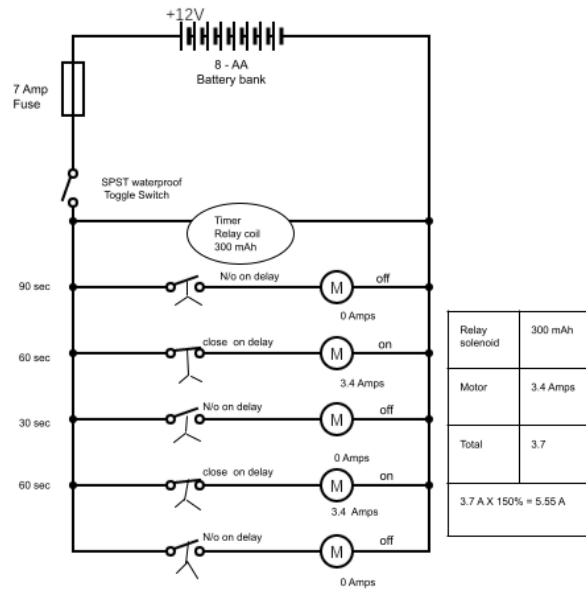 +12V
8 - AA
Battery bank
7 Amp
Fuse
SPST waterproof
Toggle Switch
Timer
Relay coil
300 mAh
90 sec
N/o on delay
M
off
0 Amps
60 sec
close on delay
M
on
3.4 Amps
30 sec
N/o on delay
M
off
0 Amps
60 sec
close on delay
M
on
3.4 Amps
N/o on delay
M
off
0 Amps
Relay
solenoid
300 mAh
Motor
3.4 Amps
Total
3.7
3.7 A X 150% = 5.55 A